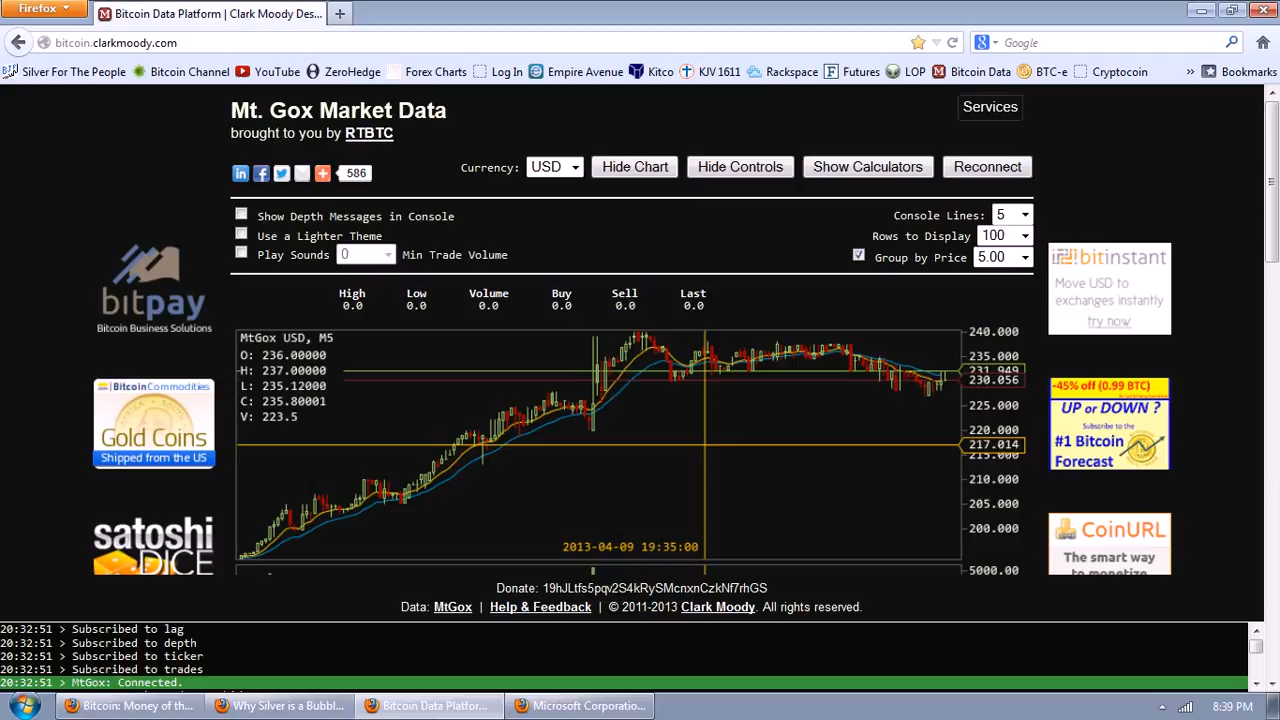 Firefox
Bitcoin Data Platform | Clark Moody Des...
bitcoin.clarkmoody.com
Google
Silver For The People
Bitcoin Channel
YouTube
ZeroHedge
Forex Charts
Log In
Empire Avenue
Kitco
KJV 1611
Rackspace
Futures
LOP
Bitcoin Data
BTC-e
Cryptocoin
»
Bookmarks
Mt. Gox Market Data
Services
brought to you by RTBTC
586
Currency: USD
Hide Chart
Hide Controls
Show Calculators
Reconnect
Show Depth Messages in Console
Console Lines: 5
Use a Lighter Theme
Rows to Display 100
Play Sounds 0 Min Trade Volume
Group by Price 5.00
High Low Volume Buy Sell Last
0.0 0.0 0.0 0.0 0.0 0.0
MtGox USD, M5
O: 236.00000
H: 237.00000
L: 235.12000
C: 235.80001
V: 223.5
240.000
235.000
231.949
230.056
225.000
220.000
217.014
215.000
210.000
205.000
200.000
2013-04-09 19:35:00
5000.00
bitpay
Bitcoin Business Solutions
BitcoinCommodities
Gold Coins
Shipped from the US
satoshi
DICE
bitinstant
Move USD to
exchanges instantly
try now
-45% off (0.99 BTC)
UP or DOWN ?
Subscribe to the
#1 Bitcoin
Forecast
CoinURL
The smart way
to monetize
Donate: 19hJLtfs5pqv2S4kRySMcnxnCzkNf7rhGS
Data: MtGox | Help & Feedback | © 2011-2013 Clark Moody. All rights reserved.
20:32:51 > Subscribed to lag
20:32:51 > Subscribed to depth
20:32:51 > Subscribed to ticker
20:32:51 > Subscribed to trades
20:32:51 > MtGox: Connected.
Bitcoin: Money of th...
Why Silver is a Bubbl...
Bitcoin Data Platfor...
Microsoft Corporatio...
8:39 PM